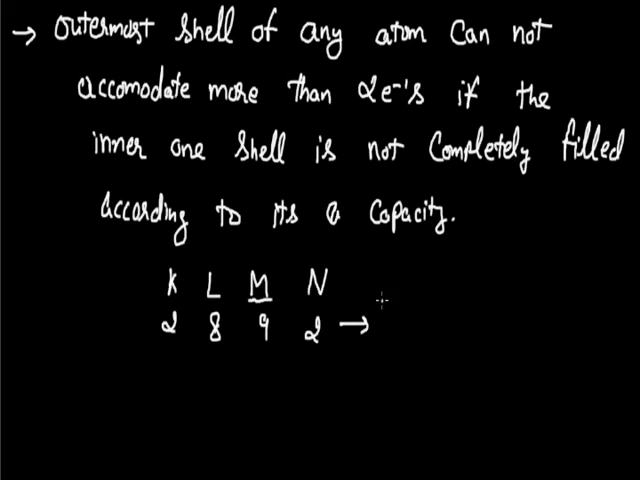 → Outermost shell of any atom can not
accomodate more than 2e⁻'s if the
inner one shell is not completely filled
According to its capacity.
K L M N
2 8 9 2 →